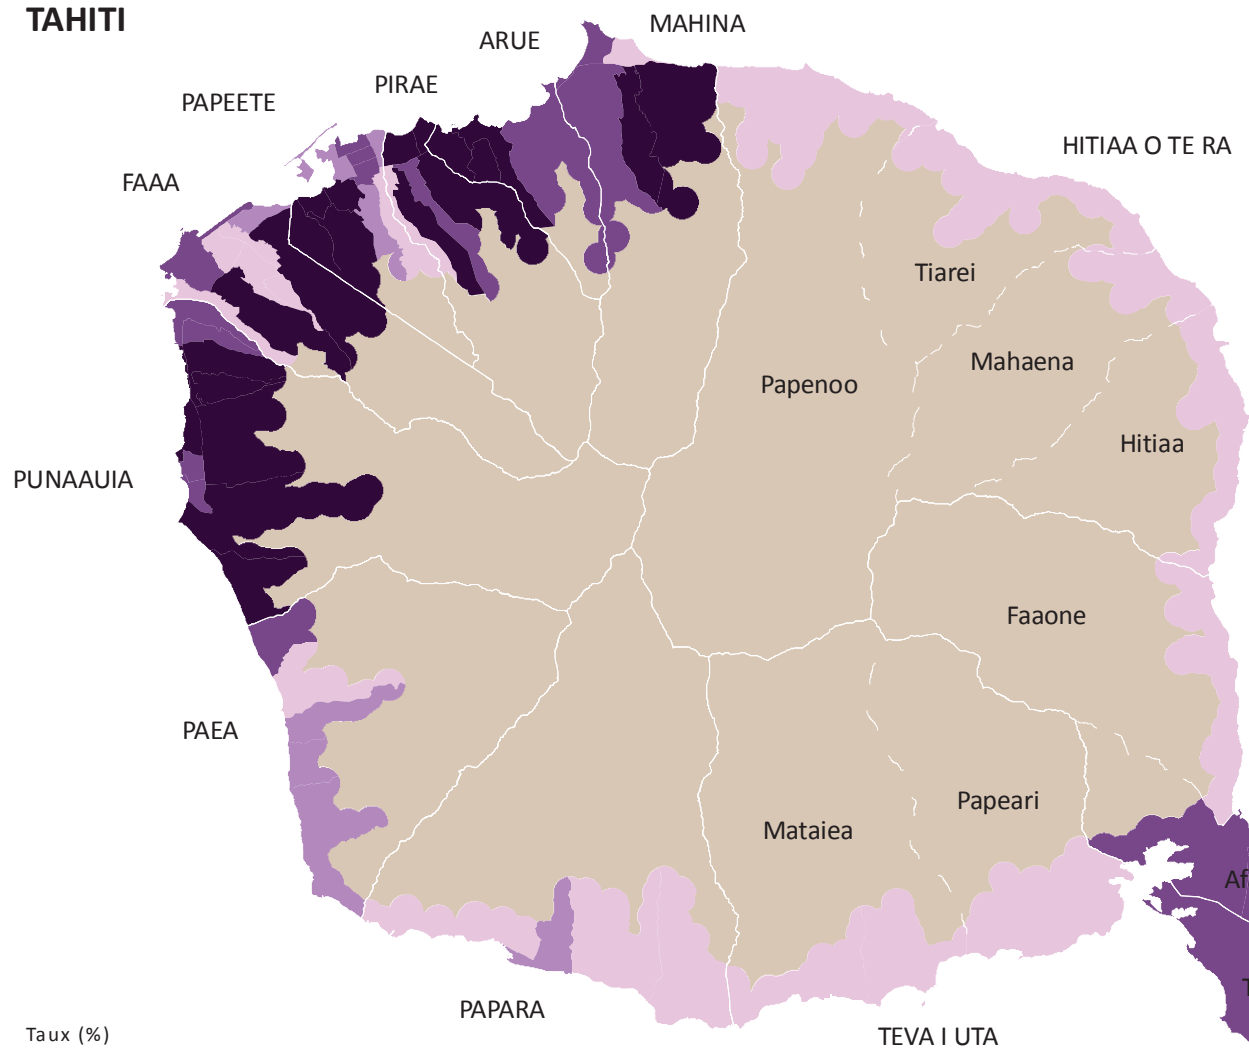 TAHITI
MAHINA
ARUE
PIRAE
PAPEETE
HITIAA O TE RA
FAAA
Tiarei
Mahaena
Papenoo
Hitiaa
PUNAAUIA
Faaone
PAEA
Papeari
Mataiea
Af
PAPARA
Taux (%)
TEVA I UTA